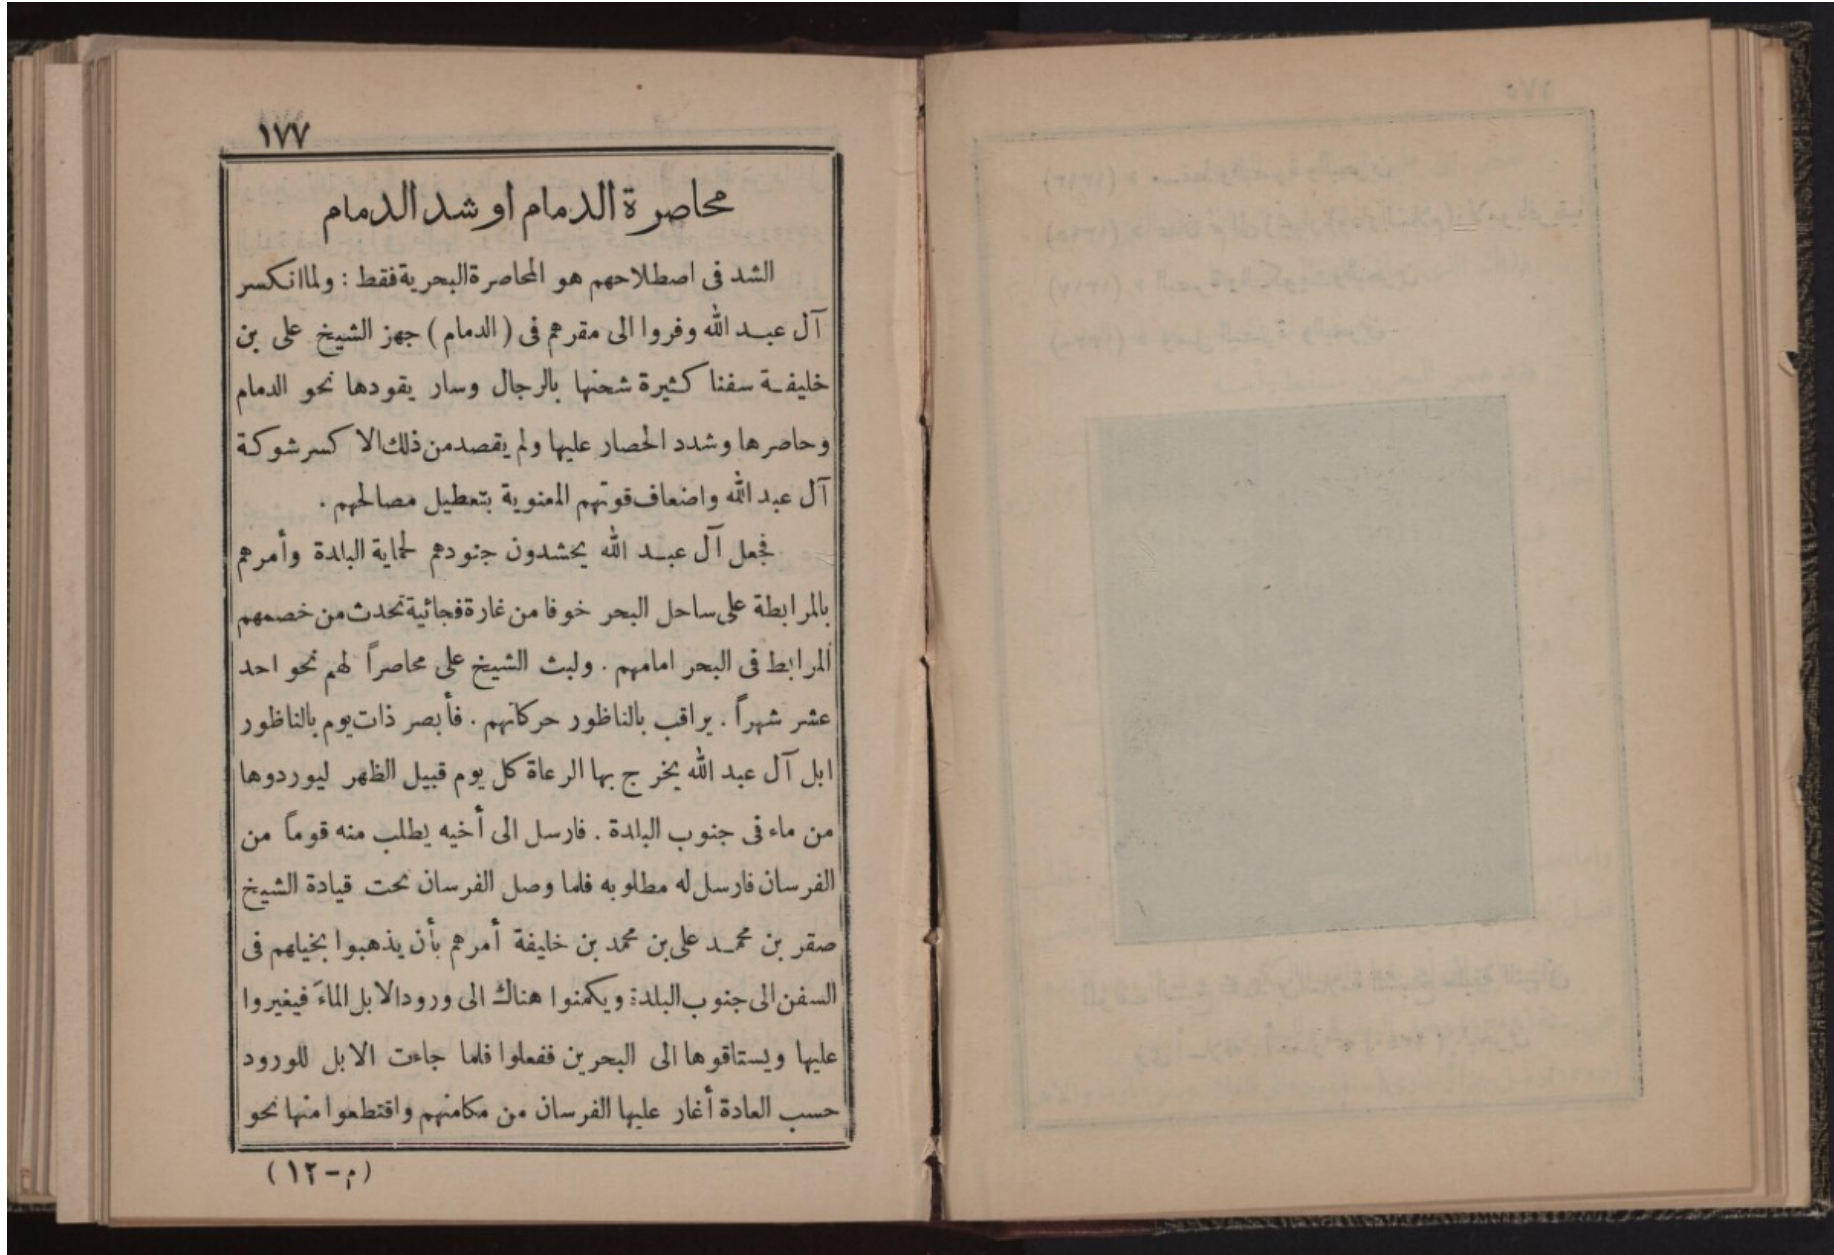 ١٧٧
محاصرة الدمام او شد الدمام
الشد فى اصطلاحهم هو المحاصرة البحرية فقط : ولما انكسر
آل عبد الله وفروا الى مقرهم فى ( الدمام ) جهز الشيخ على بن
خليفة سفنا كثيرة شحنها بالرجال وسار يقودها نحو الدمام
وحاصرها وشدد الحصار عليها ولم يقصد من ذلك الا كسر شوكة
آل عبد الله واضعاف قوتهم المعنوية بتعطيل مصالحهم .
فجعل آل عبد الله يحشدون جنودهم لحماية البلدة وأمرهم
بالمرابطة على ساحل البحر خوفا من غارة فجائية تحدث من خصمهم
المرابط فى البحر امامهم . ولبث الشيخ على محاصراً لهم نحو احد
عشر شهراً . يراقب بالناظور حركاتهم . فأبصر ذات يوم بالناظور
ابل آل عبد الله يخرج بها الرعاة كل يوم قبيل الظهر ليوردوها
من ماء فى جنوب البلدة . فارسل الى أخيه يطلب منه قوماً من
الفرسان فارسل له مطلوبه فلما وصل الفرسان تحت قيادة الشيخ
صقر بن محمد على بن محمد بن خليفة أمرهم بأن يذهبوا بخيلهم فى
السفن الى جنوب البلدة ويكمنوا هناك الى ورود الابل الماءَ فيغيروا
عليها ويستاقوها الى البحرين ففعلوا فلما جاءت الابل للورود
حسب العادة أغار عليها الفرسان من مكامنهم واقتطعوا منها نحو
(م-١٢)